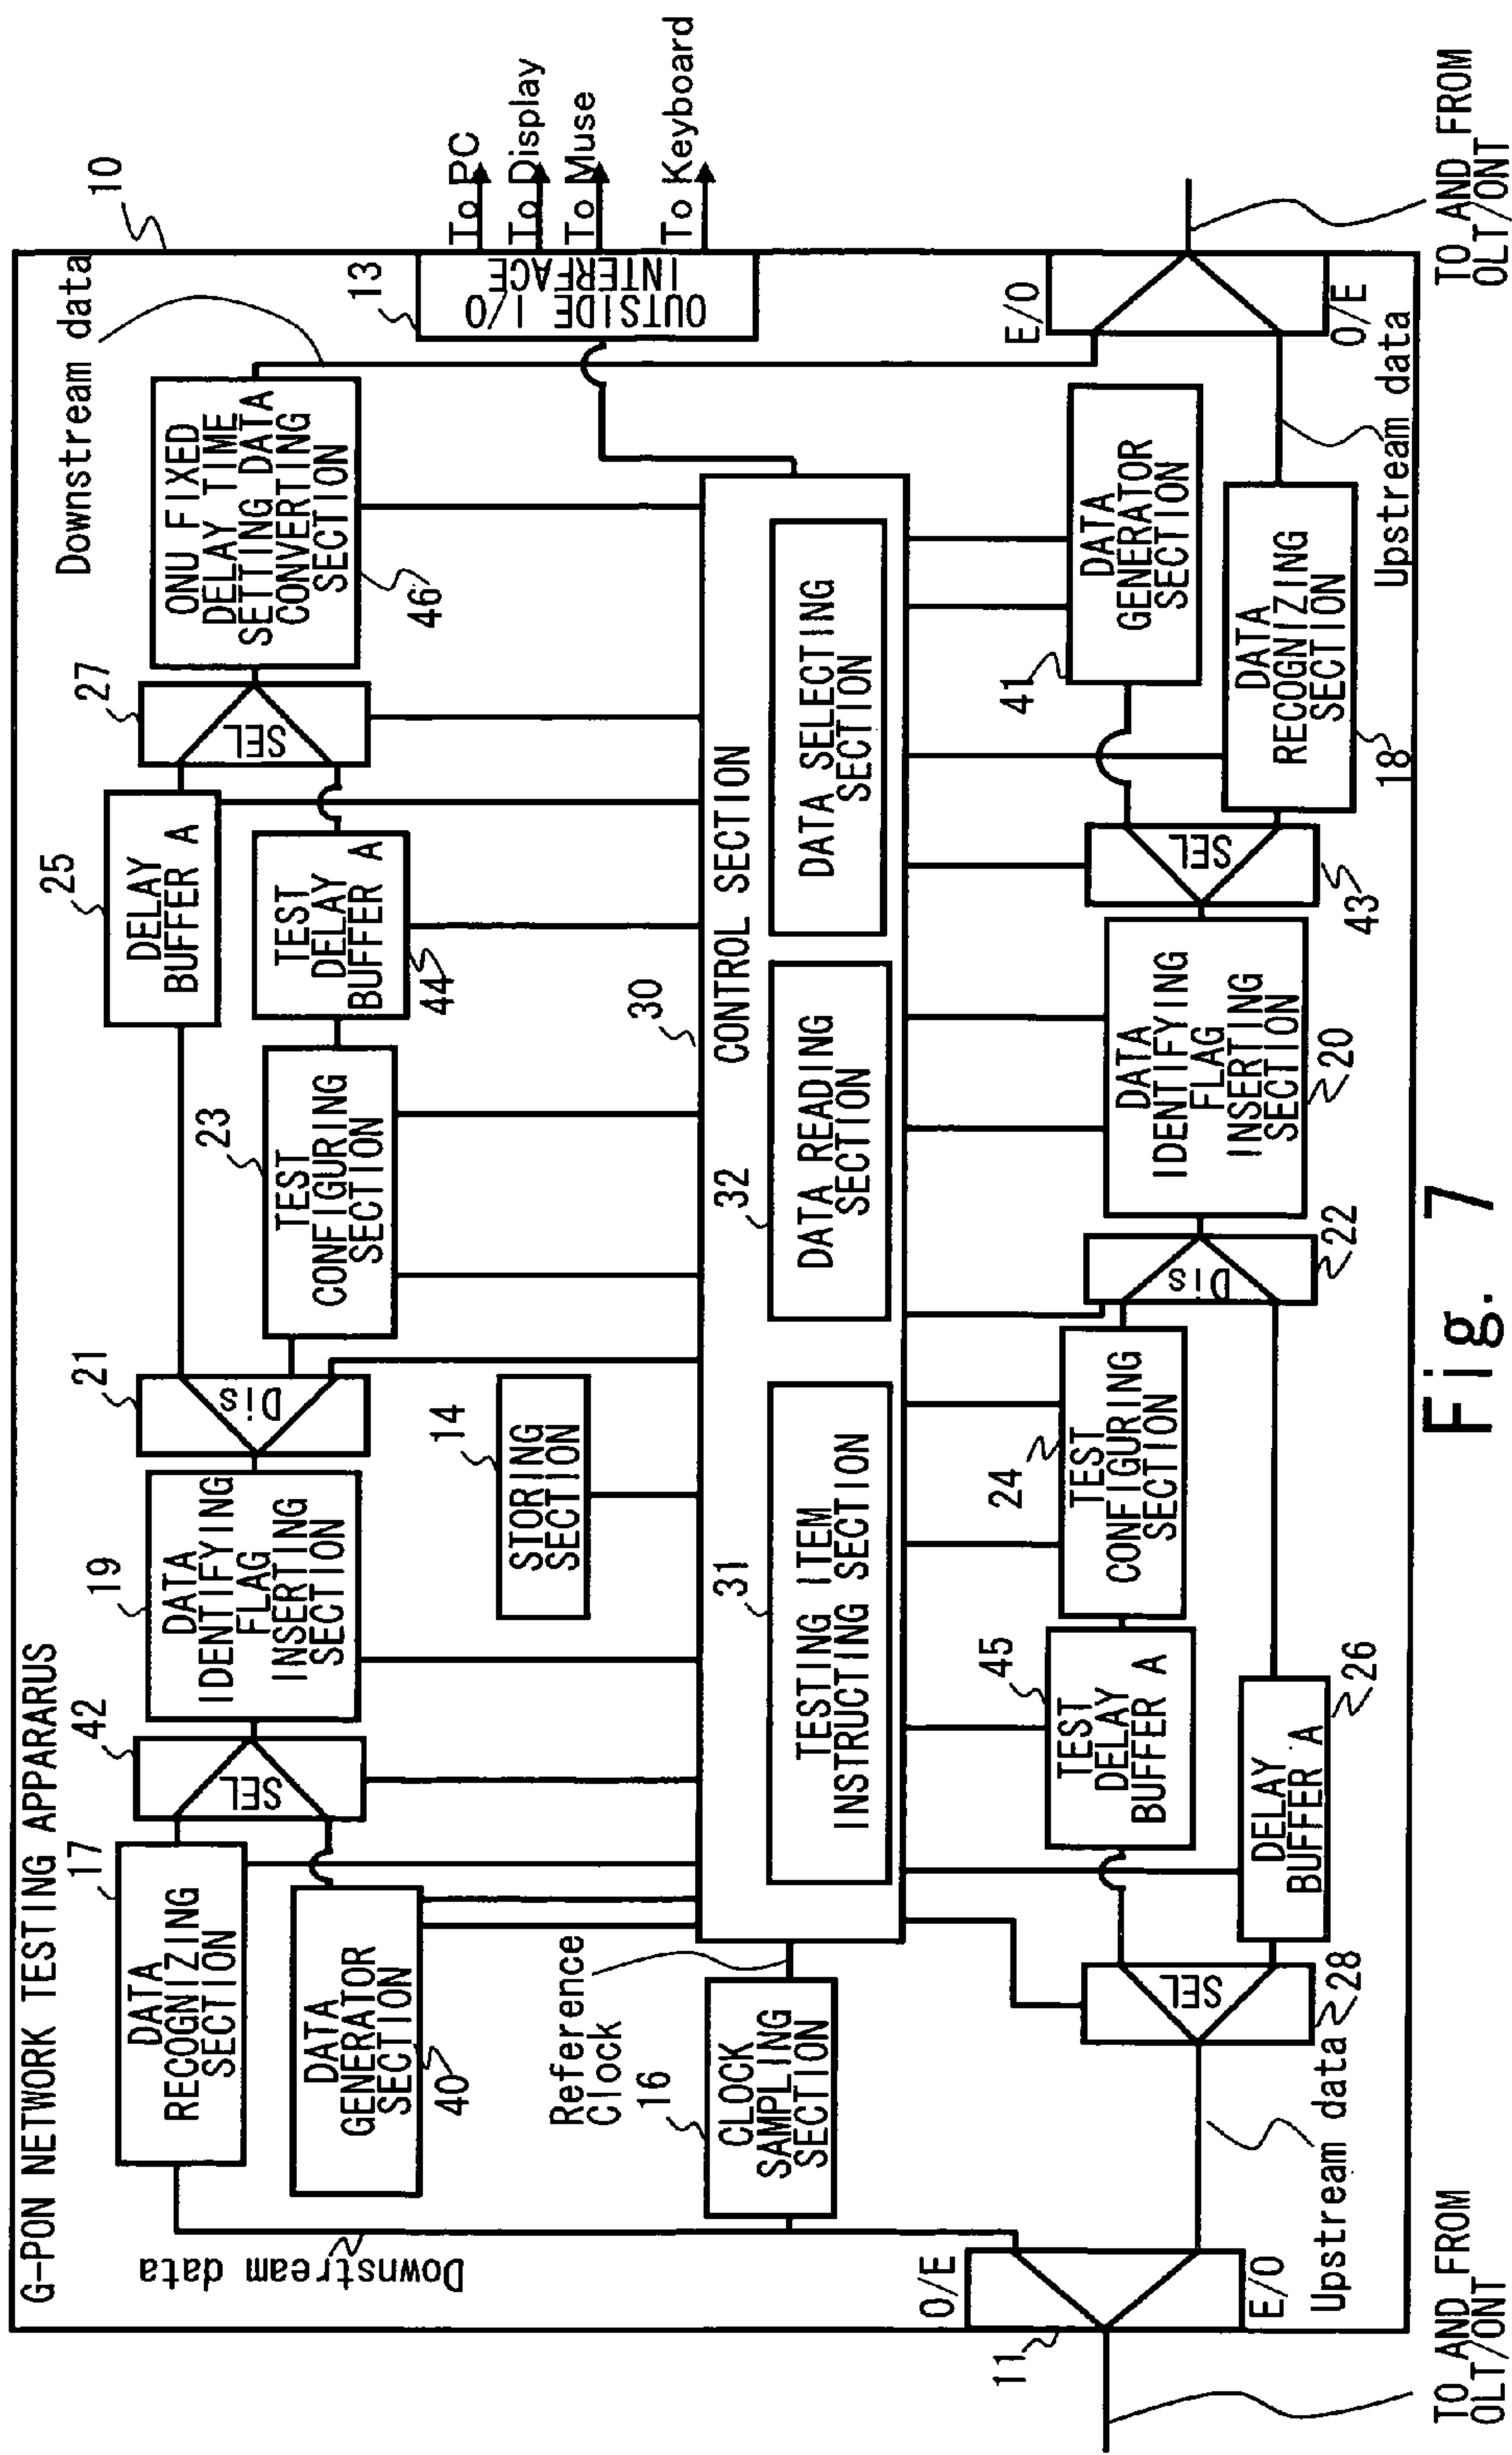 G-PON NETWORK TESTING APPARARUS
10
Downstream data
17
DATA
RECOGNIZING
SECTION
42
SEL
19
DATA
IDENTIFYING
FLAG
INSERTING
SECTION
21
Dis
25
DELAY
BUFFER A
27
SEL
ONU FIXED
DELAY TIME
SETTING DATA
CONVERTING
SECTION
46
DATA
GENERATOR
SECTION
40
23
TEST
CONFIGURING
SECTION
TEST
DELAY
BUFFER A
44
13
OUTSIDE I/O
INTERFACE
To PC
To Display
To Muse
To Keyboard
Downstream data
14
STORING
SECTION
Reference
Clock
16
CLOCK
SAMPLING
SECTION
30
CONTROL SECTION
31
TESTING ITEM
INSTRUCTING SECTION
32
DATA READING
SECTION
DATA SELECTING
SECTION
O/E
11
E/O
E/O
O/E
28
SEL
45
TEST
DELAY
BUFFER A
24
TEST
CONFIGURING
SECTION
Dis
22
DATA
IDENTIFYING
FLAG
INSERTING
SECTION
20
SEL
43
41
DATA
GENERATOR
SECTION
DELAY
BUFFER A
26
DATA
RECOGNIZING
SECTION
18
Upstream data
Upstream data
TO AND FROM
OLT/ONT
TO AND FROM
OLT/ONT
Fig. 7